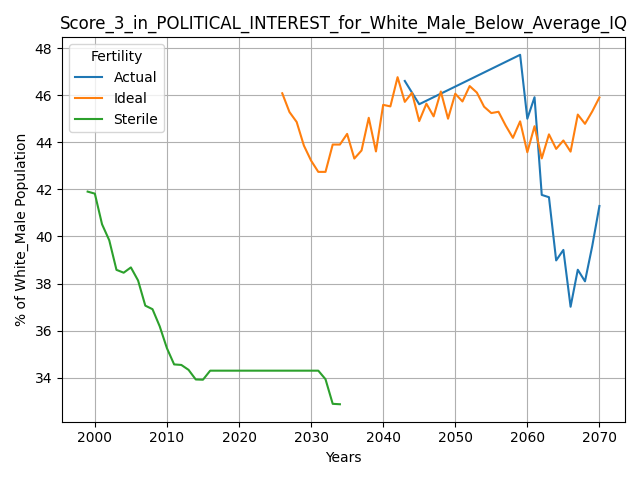 Score_3_in_POLITICAL_INTEREST_for_White_Male_Below_Average_IQ
Fertility
Actual
Ideal
Sterile
% of White_Male Population
48
46
44
42
40
38
36
34
2000 2010 2020 2030 2040 2050 2060 2070
Years